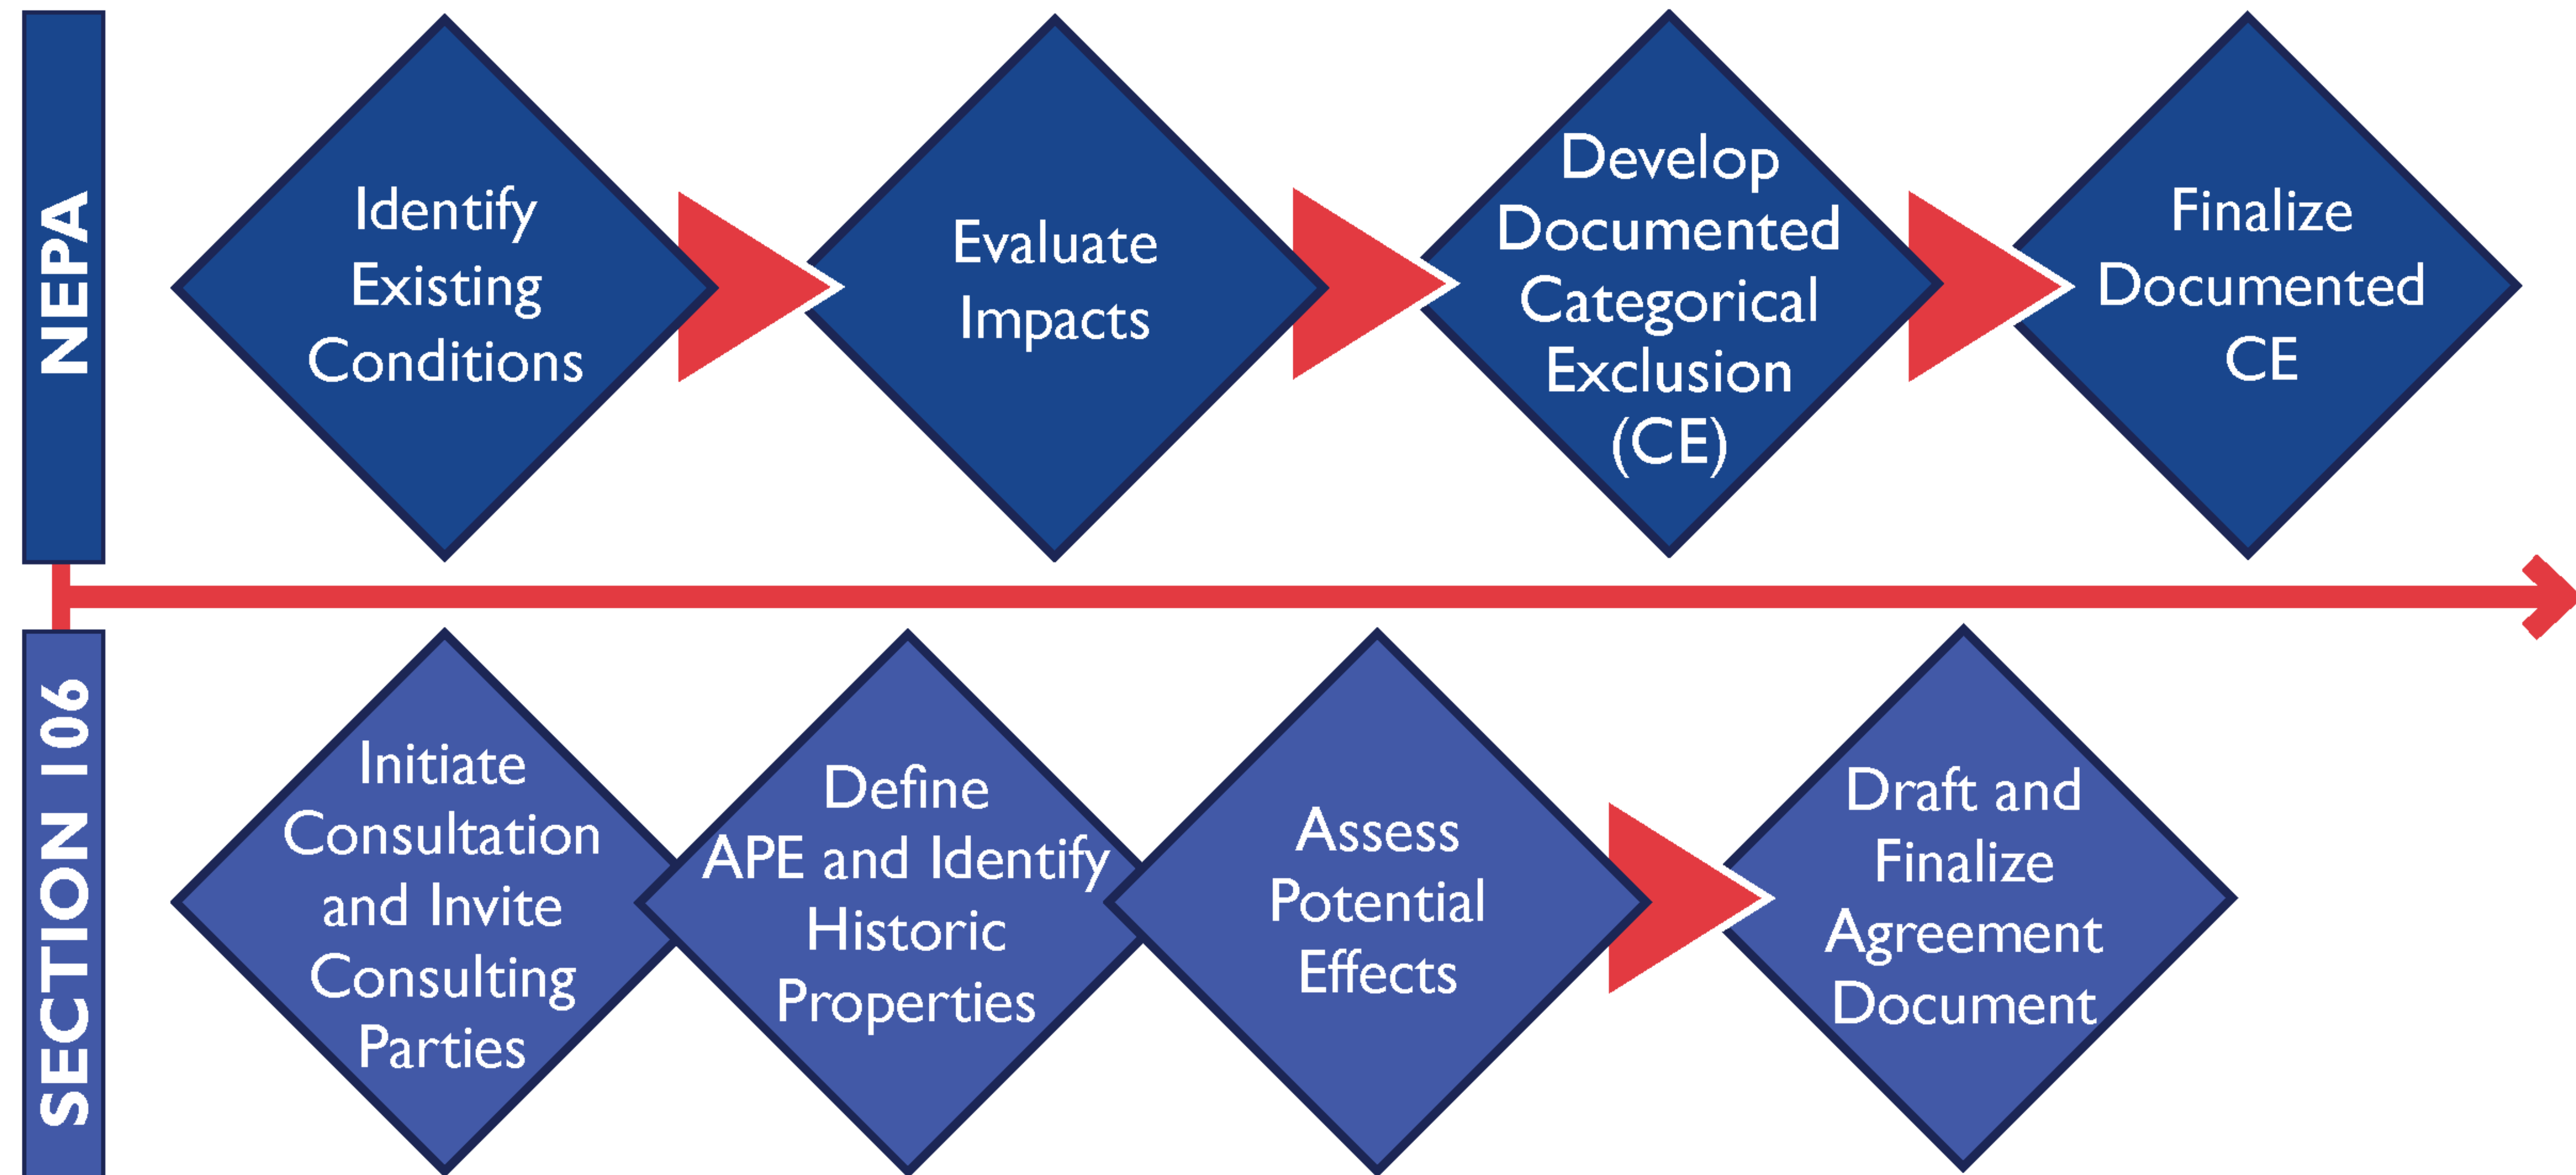 NEPA
Identify
Existing
Conditions
Evaluate
Impacts
Develop
Documented
Categorical
Exclusion
(CE)
Finalize
Documented
CE
SECTION 106
Initiate
Consultation
and Invite
Consulting
Parties
Define
APE and Identify
Historic
Properties
Assess
Potential
Effects
Draft and
Finalize
Agreement
Document